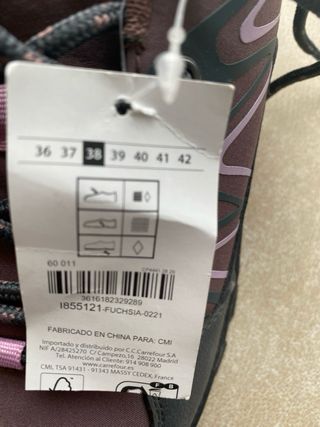 36 37 38 39 40 41 42
60 011
3616182329289
I855121-FUCHSIA-0221
FABRICADO EN CHINA PARA: CMI
Importado y distribuido por C.C.Carrefour S.A
NIF A/28425270 C/ Campezo,16 28022 Madrid
Tel. Atención Cliente: 914 908 900
www.carrefour.es
CMI, TSA 91431 - 91343 MASSY CEDEX. France
FSC
F B